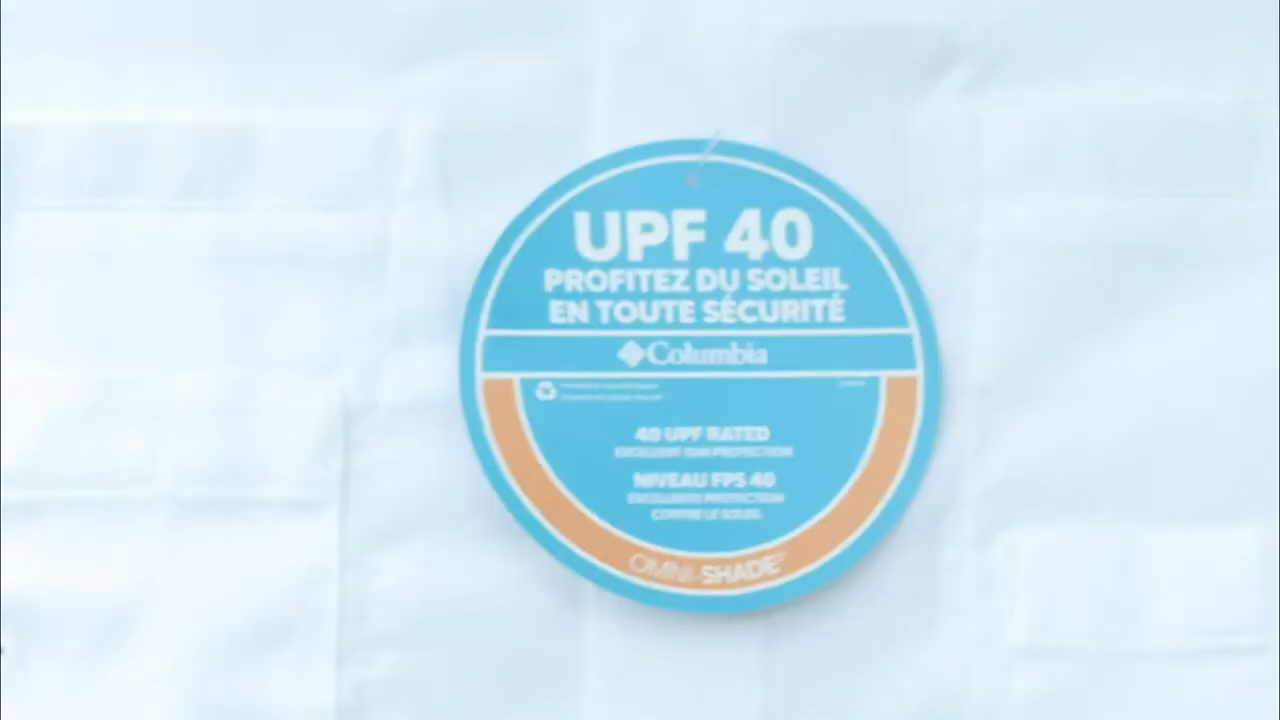 UPF 40
PROFITEZ DU SOLEIL
EN TOUTE SÉCURITÉ
Columbia
40 UPF RATED
EXCELLENT SUN PROTECTION
NIVEAU FPS 40
EXCELLENTE PROTECTION
CONTRE LE SOLEIL
OMNI-SHADE